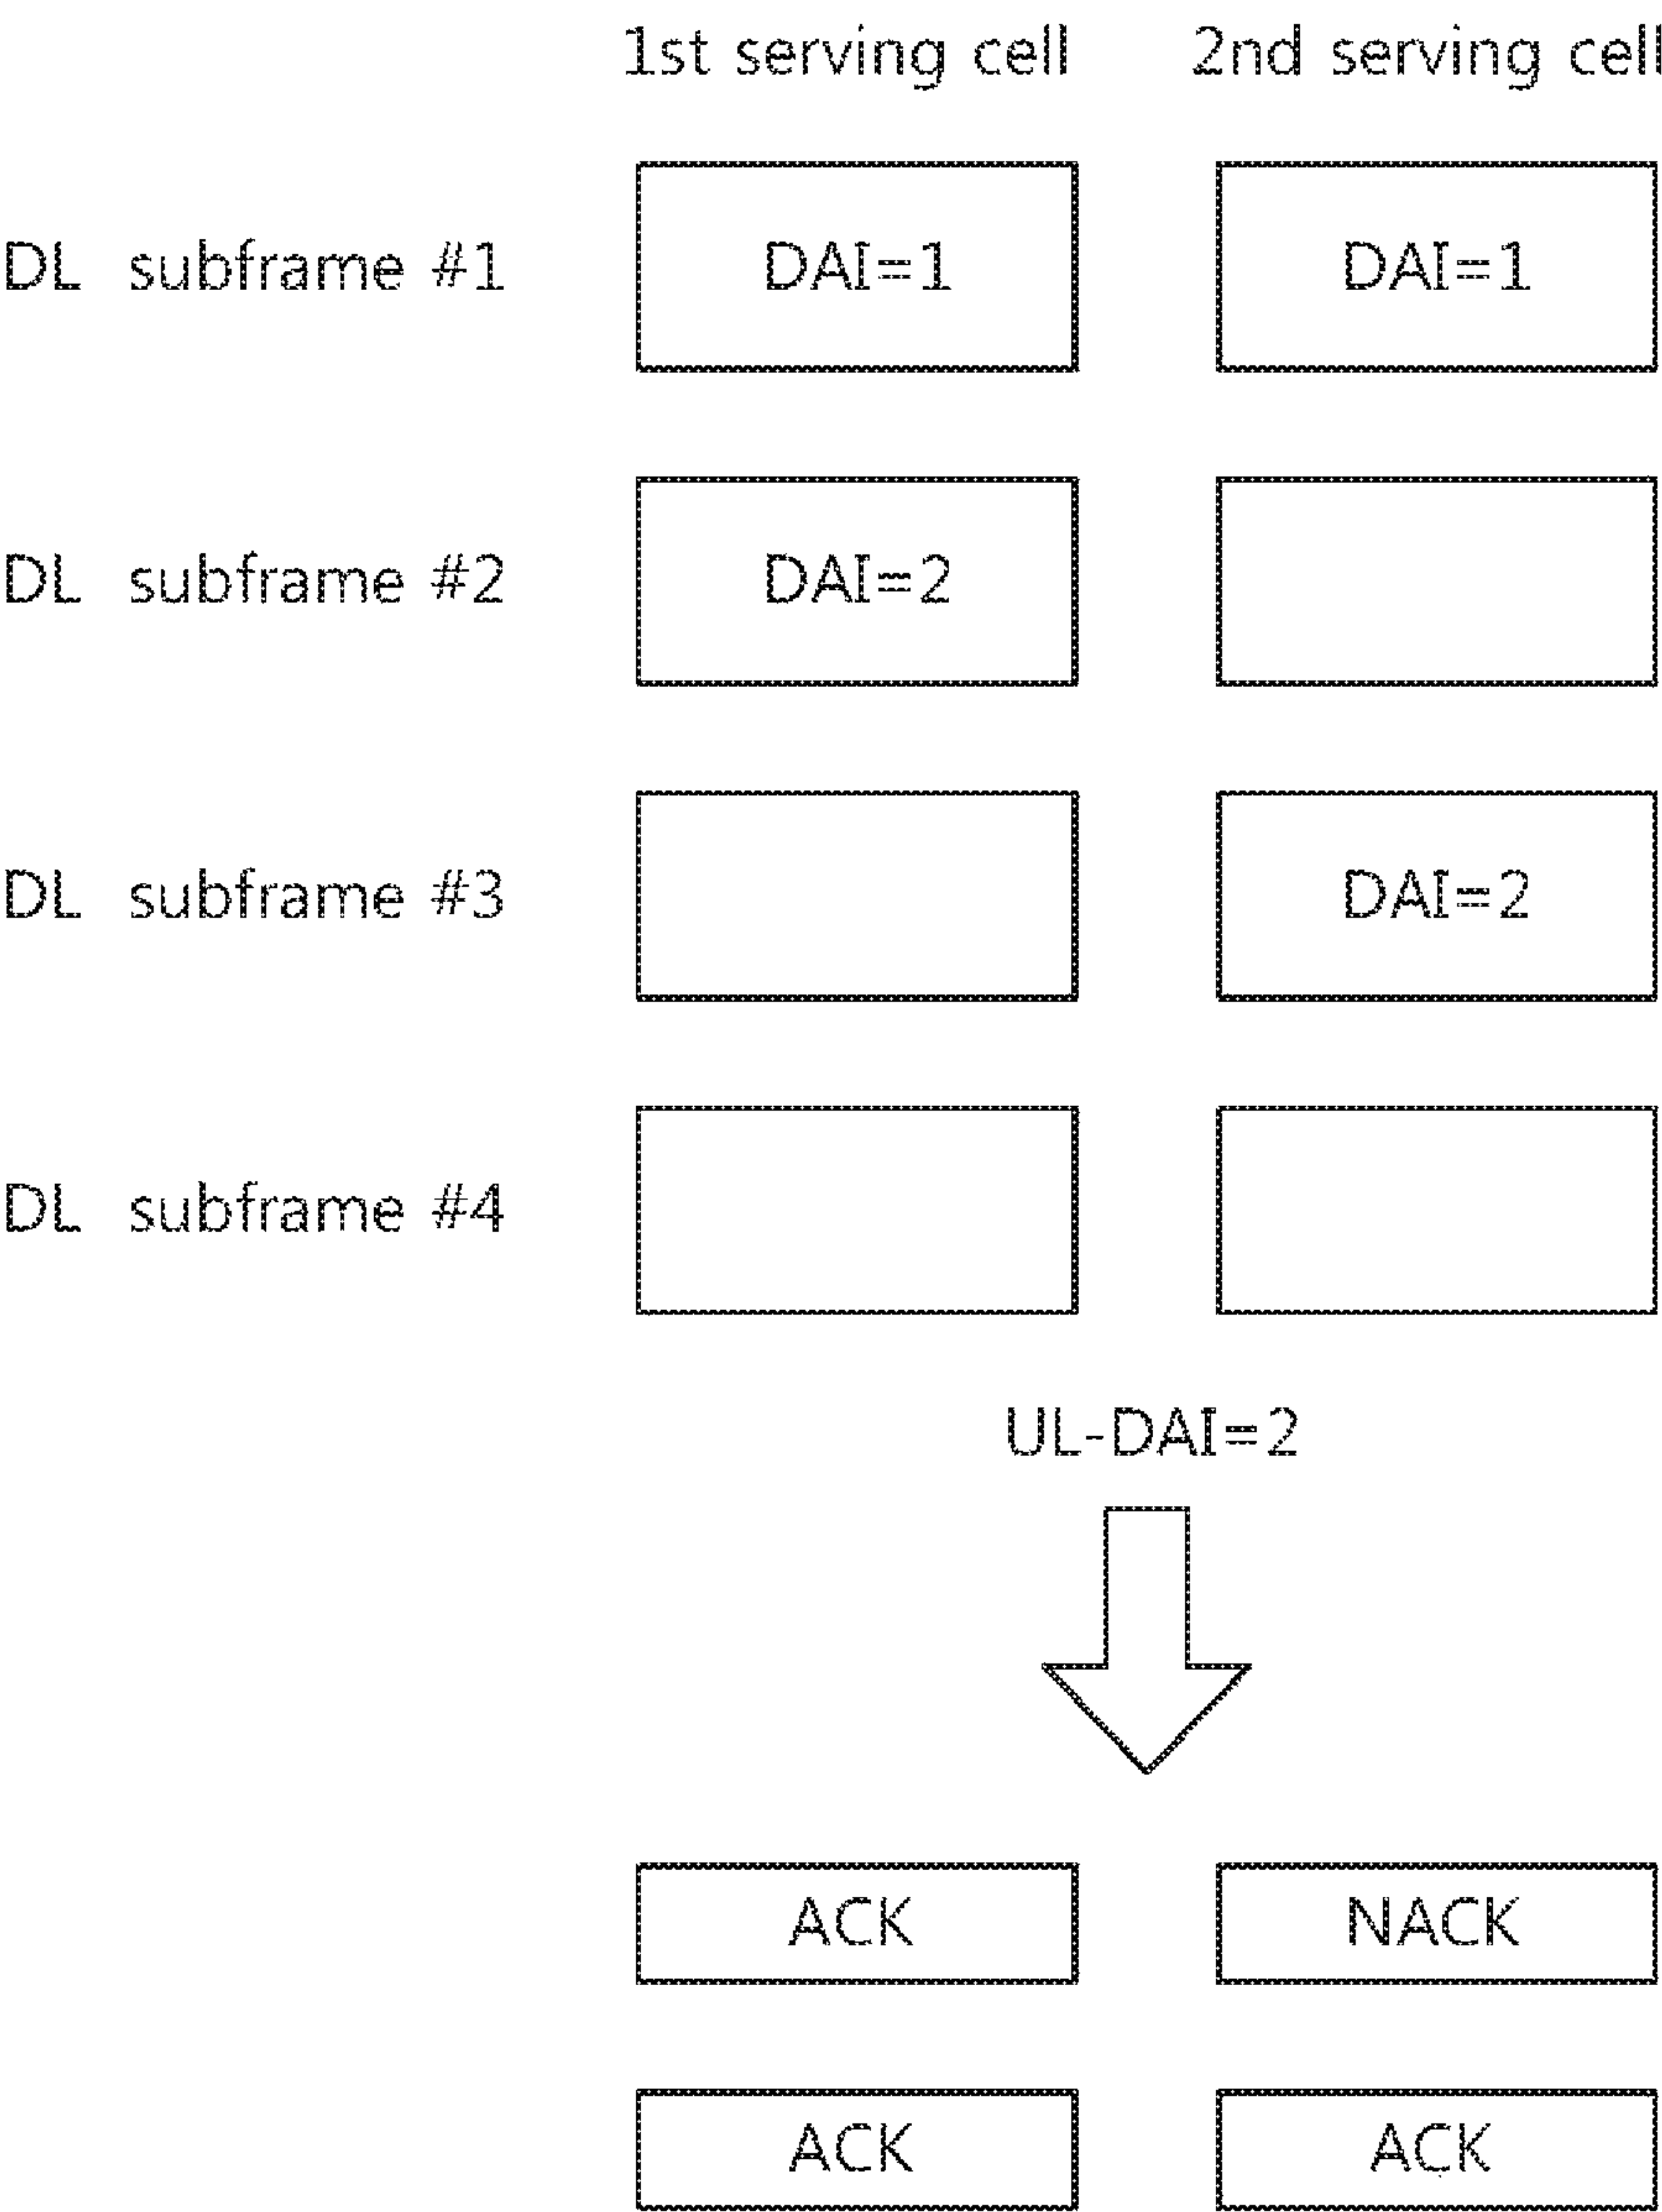 1st serving cell 2nd serving cell
DL subframe #1 DAI=1 DAI=1
DL subframe #2 DAI=2
DL subframe #3 DAI=2
DL subframe #4
UL-DAI=2
ACK NACK
ACK ACK